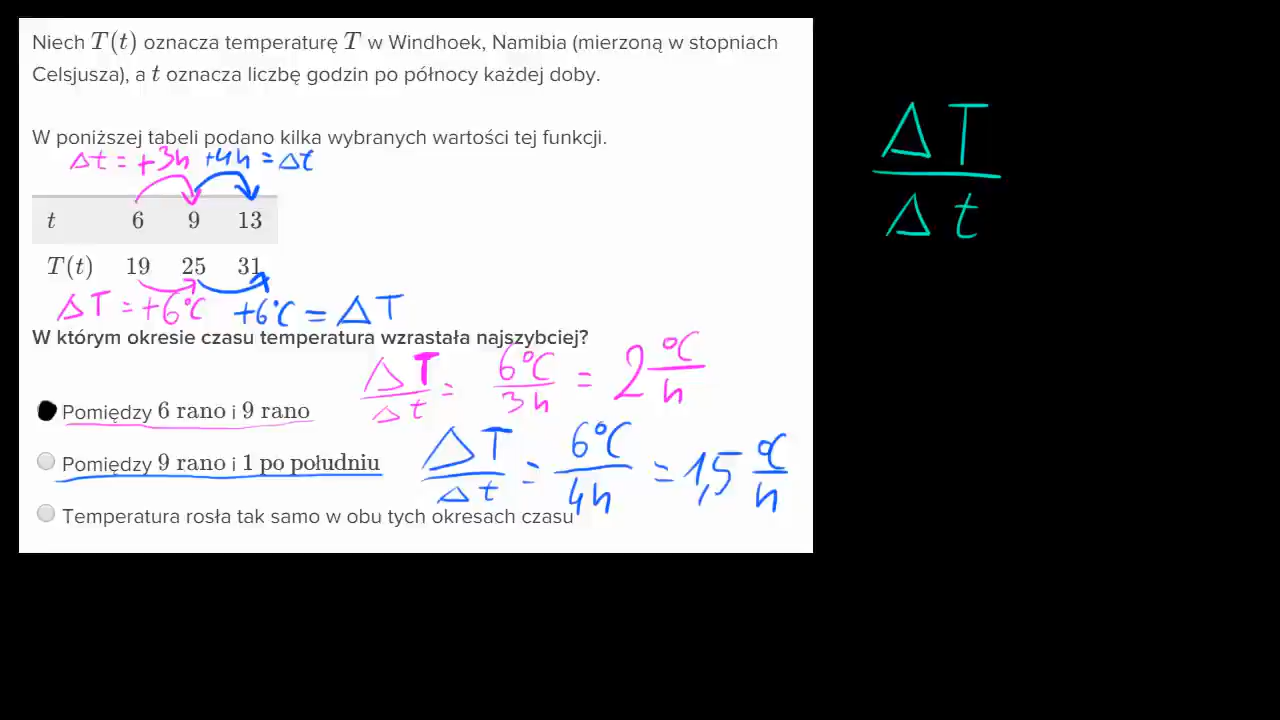 Niech T(t) oznacza temperaturę T w Windhoek, Namibia (mierzoną w stopniach
Celsjusza), a t oznacza liczbę godzin po północy każdej doby.
W poniższej tabeli podano kilka wybranych wartości tej funkcji.
Δt = +3h +4h = Δt
t 6 9 13
T(t) 19 25 31
ΔT = +6°C +6°C = ΔT
W którym okresie czasu temperatura wzrastała najszybciej?
ΔT/Δt = 6°C/3h = 2 °C/h
Pomiędzy 6 rano i 9 rano
Pomiędzy 9 rano i 1 po południu
ΔT/Δt = 6°C/4h = 1,5 °C/h
Temperatura rosła tak samo w obu tych okresach czasu
ΔT
Δt